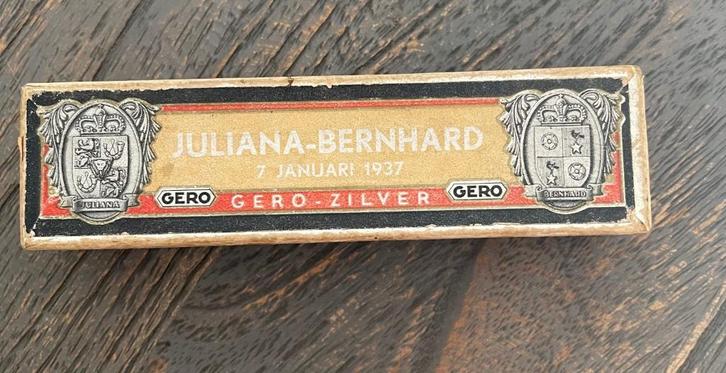 JULIANA-BERNHARD
7 JANUARI 1937
GERO GERO-ZILVER GERO
JULIANA
BERNHARD